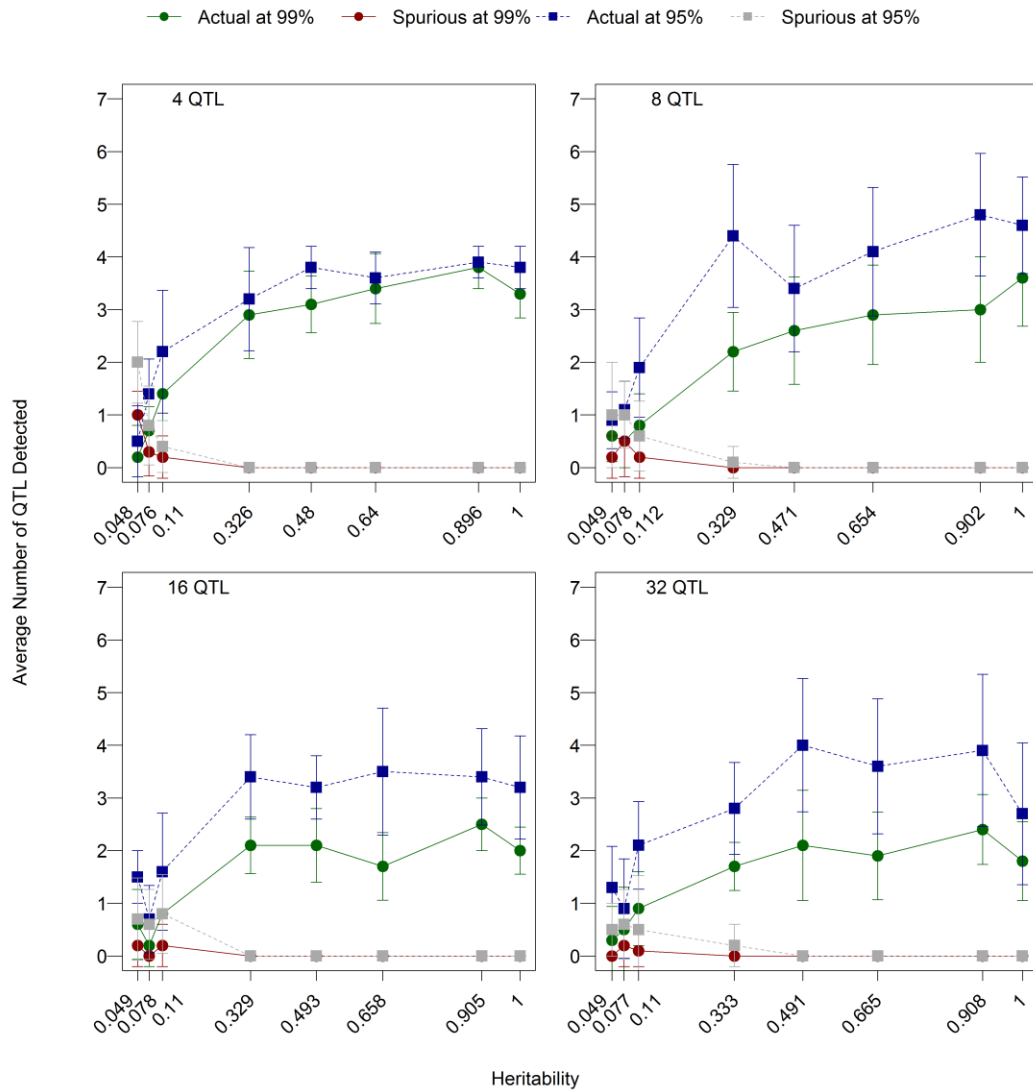 Actual at 99% Spurious at 99% Actual at 95% Spurious at 95%
Average Number of QTL Detected
4 QTL
7
6
5
4
3
2
1
0
0.048 0.076 0.11 0.326 0.48 0.64 0.896 1
8 QTL
7
6
5
4
3
2
1
0
0.049 0.078 0.112 0.329 0.471 0.654 0.902 1
16 QTL
7
6
5
4
3
2
1
0
0.049 0.078 0.11 0.329 0.493 0.658 0.905 1
32 QTL
7
6
5
4
3
2
1
0
0.049 0.077 0.11 0.333 0.491 0.665 0.908 1
Heritability